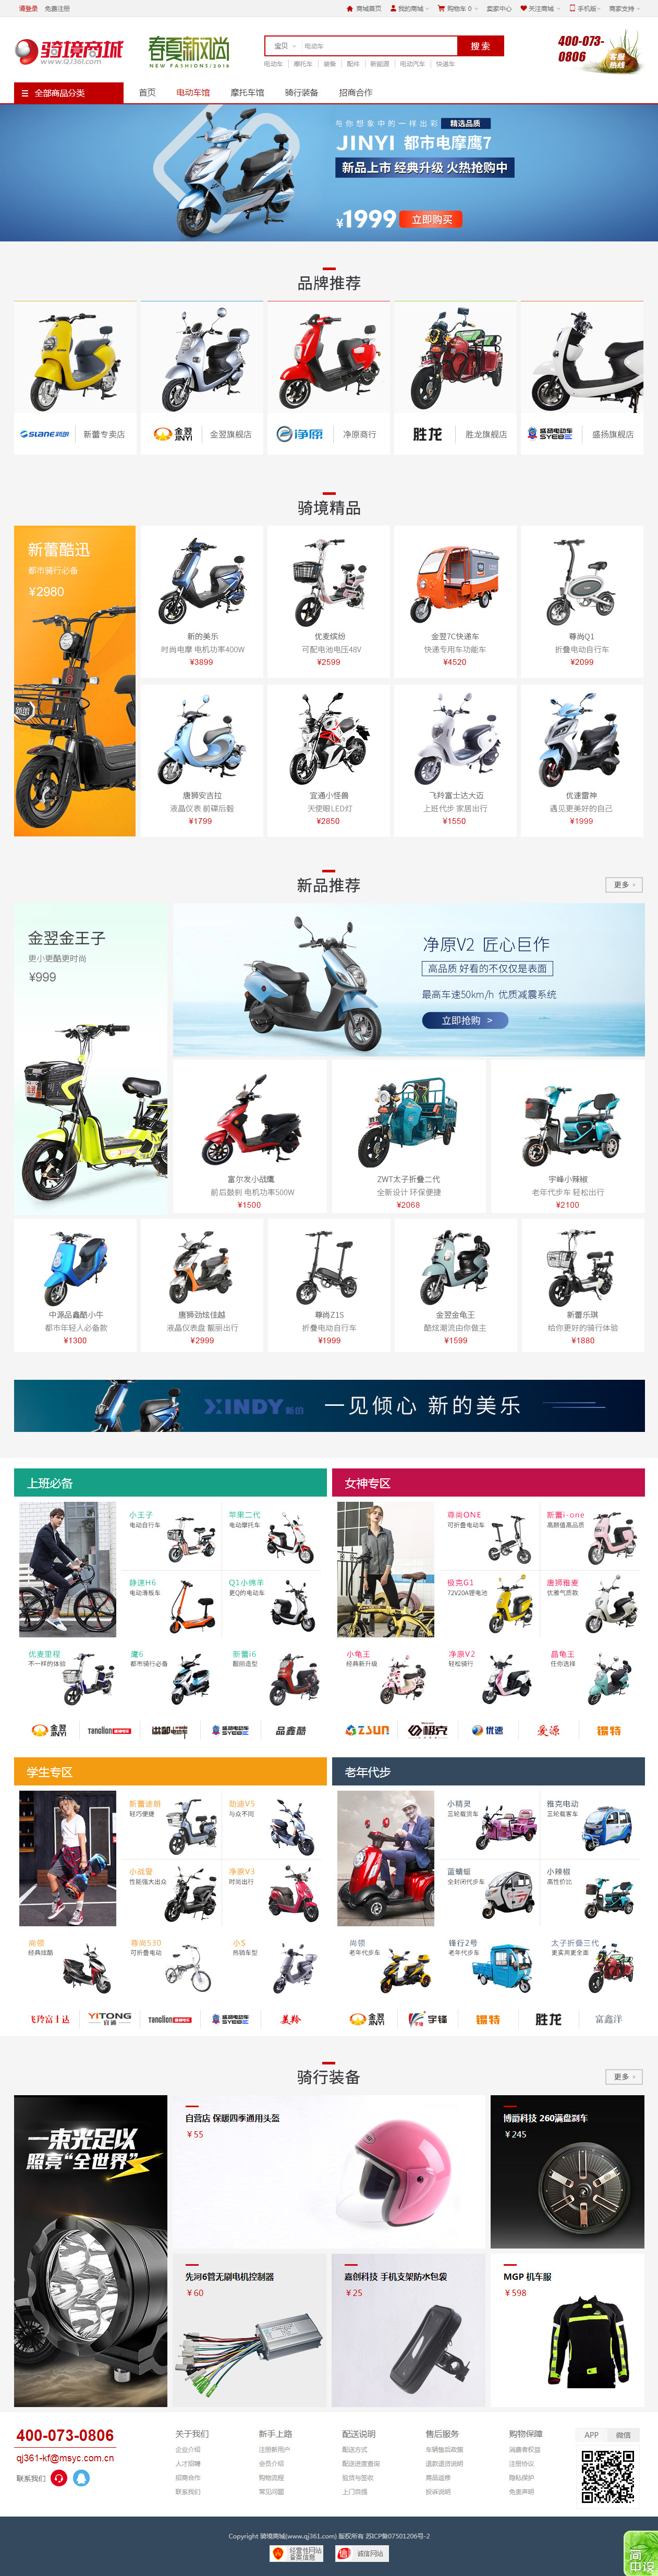 请登录 免费注册
商城首页 我的商城 购物车 0 卖家中心 关注商城 手机版 商家支持
骑境商城
www.QJ361.com
春夏新风尚
NEW FASHIONS/2018
宝贝 电动车 搜 索
电动车 摩托车 装备 配件 新能源 电动汽车 快递车
400-073-
0806
客服
热线
全部商品分类 首页 电动车馆 摩托车馆 骑行装备 招商合作
与你想象中的一样出彩 精选品质
JINYI 都市电摩鹰7
新品上市 经典升级 火热抢购中
¥1999 立即购买
品牌推荐
SLANE 新蕾专卖店
金翌 JINYI 金翌旗舰店
净原 净原商行
胜龙 胜龙旗舰店
盛扬电动车 盛扬旗舰店
骑境精品
新蕾酷迅
都市骑行必备
¥2980
新的美乐
时尚电摩 电机功率400W
¥3899
优麦缤纷
可配电池电压48V
¥2599
金翌7C快递车
快递专用车功能车
¥4520
尊尚Q1
折叠电动自行车
¥2099
唐狮安吉拉
液晶仪表 前碟后毂
¥1799
宜通小怪兽
天使眼LED灯
¥2850
飞羚富士达大迈
上班代步 家居出行
¥1550
优速雷神
遇见更美好的自己
¥1999
新品推荐
更多 >
金翌金王子
更小更酷更时尚
¥999
净原V2 匠心巨作
高品质 好看的不仅仅是表面
最高车速50km/h 优质减震系统
立即抢购 >
富尔发小战鹰
前后鼓刹 电机功率500W
¥1500
ZWT太子折叠二代
全新设计 环保便捷
¥2068
宇峰小辣椒
老年代步车 轻松出行
¥2100
中源品鑫酷小牛
都市年轻人必备款
¥1300
唐狮劲炫佳越
液晶仪表盘 靓丽出行
¥2999
尊尚Z1S
折叠电动自行车
¥1999
金翌金龟王
酷炫潮流由你做主
¥1599
新蕾乐琪
给你更好的骑行体验
¥1880
XINDY新的 一见倾心 新的美乐
上班必备
小王子
电动自行车
苹果二代
电动摩托车
静速H6
电动滑板车
Q1小绵羊
更Q的电动车
优麦里程
不一样的体验
鹰6
都市骑行必备
新蕾i6
靓丽造型
金翌 JINYI tanglion 盛扬电动车 品鑫酷
女神专区
尊尚ONE
可折叠电动车
新蕾i-one
高颜值高品质
极克G1
72V20A锂电池
唐狮雅麦
优雅气质款
小龟王
经典新升级
净原V2
轻松骑行
晶龟王
任你选择
ZSUN 极克 优速 爱源 锱特
学生专区
新蕾途朗
轻巧便捷
劲迪V5
与众不同
小战斧
性能强大出众
净原V3
时尚出行
尚领
经典炫酷
尊尚530
可折叠电动
小S
热销车型
飞羚富士达 YITONG 宜通 tanglion 盛扬电动车 美羚
老年代步
小精灵
三轮载货车
雅克电动
三轮载客车
蓝蜻蜓
全封闭代步车
小辣椒
高性价比
尚领
老年代步车
锋行2号
老年代步车
太子折叠三代
更实用更全面
金翌 JINYI 宇锋 锱特 胜龙 富鑫洋
骑行装备
更多 >
一束光足以
照亮“全世界”
自营店 保暖四季通用头盔
¥55
博爵科技 260满盘刹车
¥245
先河6管无刷电机控制器
¥60
嘉创科技 手机支架防水包袋
¥25
MGP 机车服
¥598
400-073-0806
qj361-kf@msyc.com.cn
联系我们
关于我们
企业介绍
人才招聘
招商合作
联系我们
新手上路
注册新用户
会员介绍
购物流程
常见问题
配送说明
配送方式
配送进度查询
验货与签收
上门自提
售后服务
车辆售后政策
退款退货说明
商品返修
投诉说明
购物保障
消费者权益
注册协议
隐私保护
免责声明
APP 微信
Copyright 骑境商城(www.qj361.com) 版权所有 苏ICP备07501206号-2
经营性网站
备案信息
诚信网站
简
中